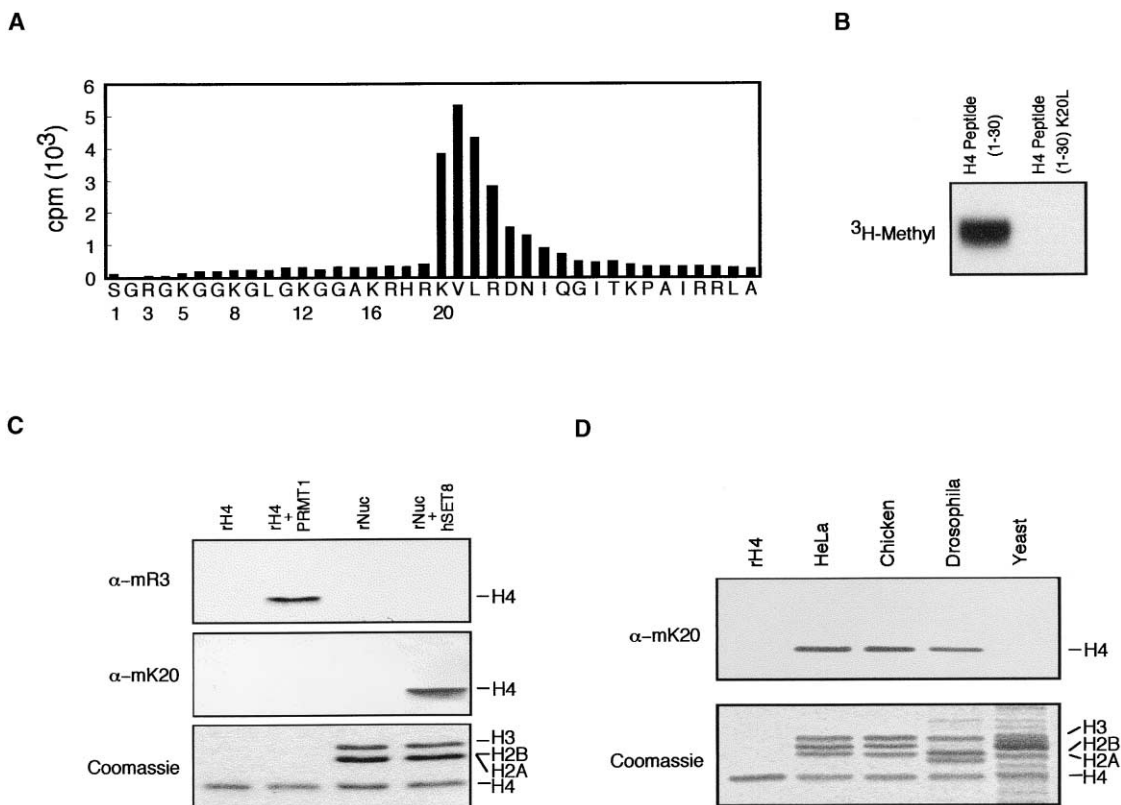 A
cpm (10³)
6
5
4
3
2
1
0
S G R G K G G K G L G K G G A K R H R K V L R D N I Q G I T K P A I R R L A
1 3 5 8 12 16 20
B
H4 Peptide
(1-30)
H4 Peptide
(1-30) K20L
³H-Methyl
C
rH4
rH4
+
PRMT1
rNuc
rNuc
+
hSET8
α-mR3
H4
α-mK20
H4
Coomassie
H3
H2B
H2A
H4
D
rH4
HeLa
Chicken
Drosophila
Yeast
α-mK20
H4
Coomassie
H3
H2B
H2A
H4